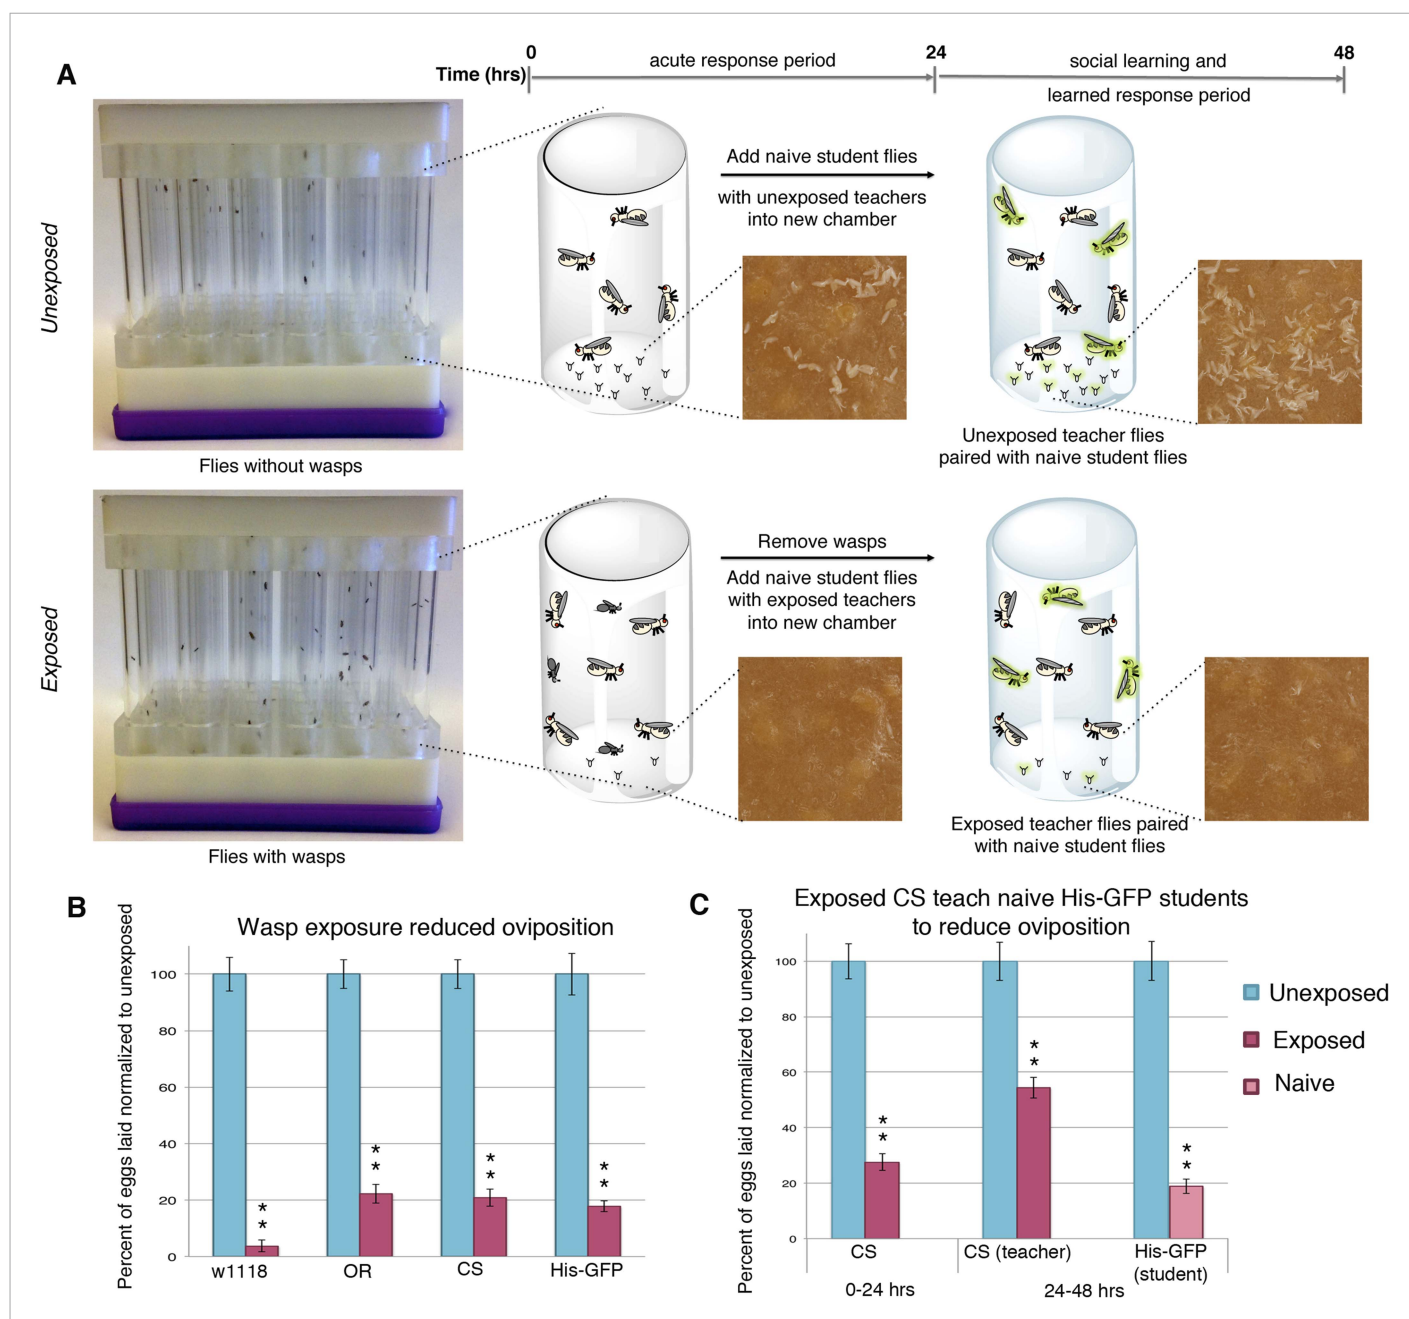 A
Time (hrs)
0
acute response period
24
social learning and
learned response period
48
Unexposed
Flies without wasps
Add naive student flies
with unexposed teachers
into new chamber
Unexposed teacher flies
paired with naive student flies
Exposed
Flies with wasps
Remove wasps
Add naive student flies
with exposed teachers
into new chamber
Exposed teacher flies paired
with naive student flies
B
Wasp exposure reduced oviposition
Percent of eggs laid normalized to unexposed
100
80
60
40
20
0
* *
* *
* *
* *
w1118
OR
CS
His-GFP
C
Exposed CS teach naive His-GFP students
to reduce oviposition
Percent of eggs laid normalized to unexposed
100
80
60
40
20
0
* *
* *
* *
CS
CS (teacher)
His-GFP
(student)
0-24 hrs
24-48 hrs
Unexposed
Exposed
Naive